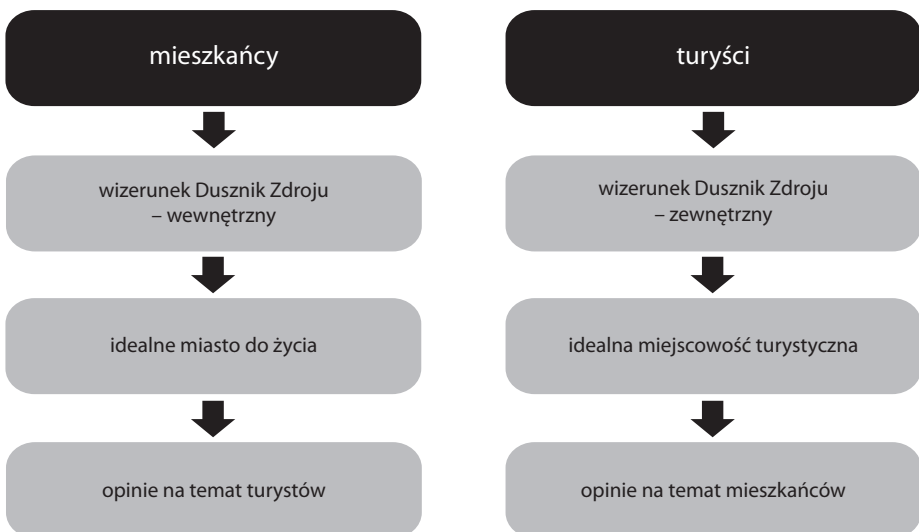 mieszkańcy
wizerunek Dusznik Zdroju
– wewnętrzny
idealne miasto do życia
opinie na temat turystów
turyści
wizerunek Dusznik Zdroju
– zewnętrzny
idealna miejscowość turystyczna
opinie na temat mieszkańców